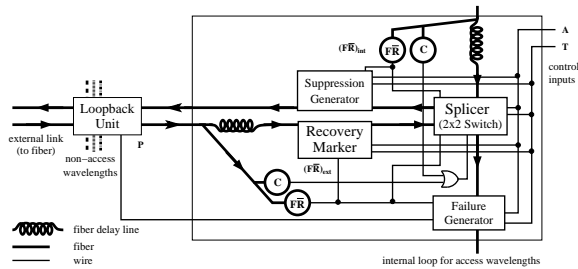 (FR̅)int
FR̅
C
A
T
control
inputs
Suppression
Generator
Loopback
Unit
Splicer
(2x2 Switch)
external link
(to fiber)
non−access
wavelengths
P
Recovery
Marker
(FR̅)ext
C
FR̅
Failure
Generator
fiber delay line
fiber
wire
internal loop for access wavelengths